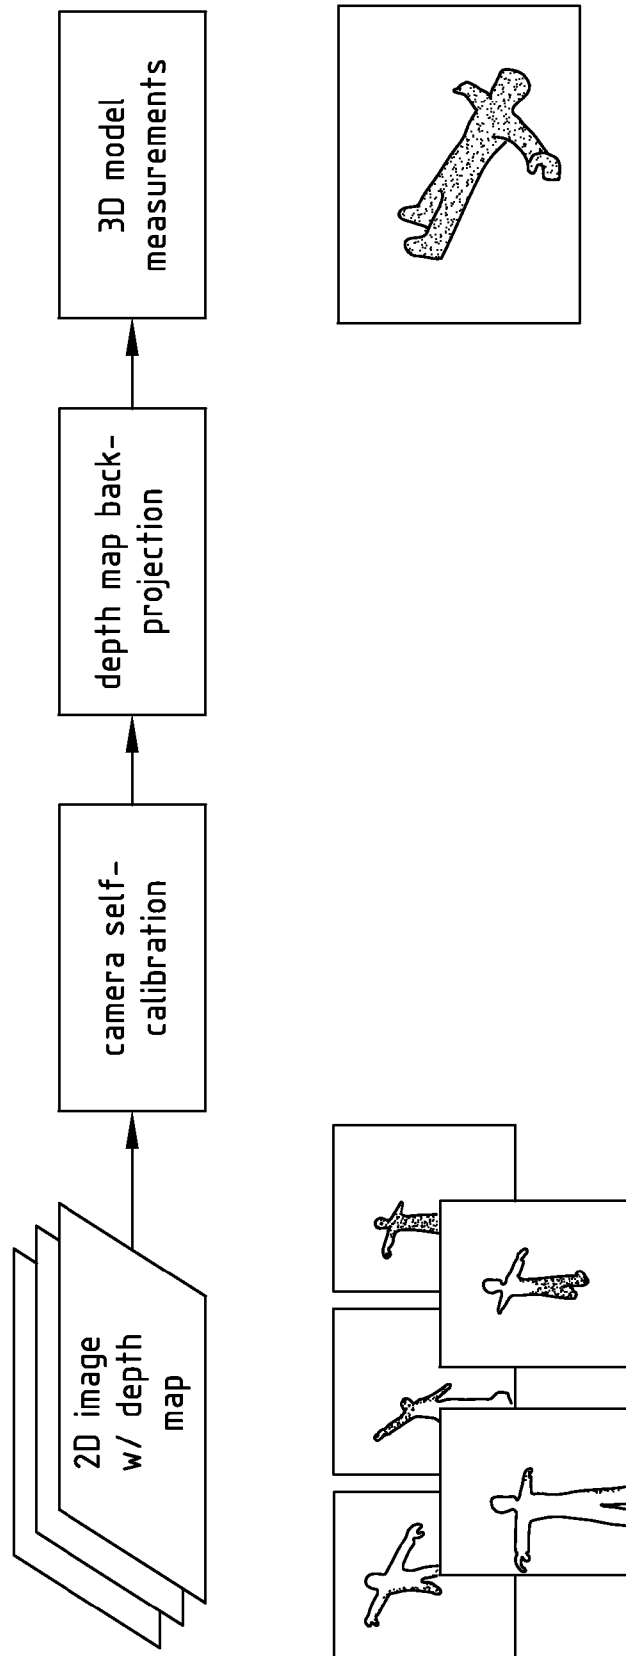 2D image
w/ depth
map
camera self-
calibration
depth map back-
projection
3D model
measurements